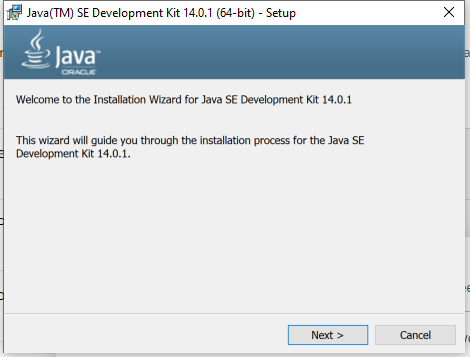 Java(TM) SE Development Kit 14.0.1 (64-bit) - Setup
Java™
ORACLE
Welcome to the Installation Wizard for Java SE Development Kit 14.0.1
This wizard will guide you through the installation process for the Java SE
Development Kit 14.0.1.
Next >
Cancel